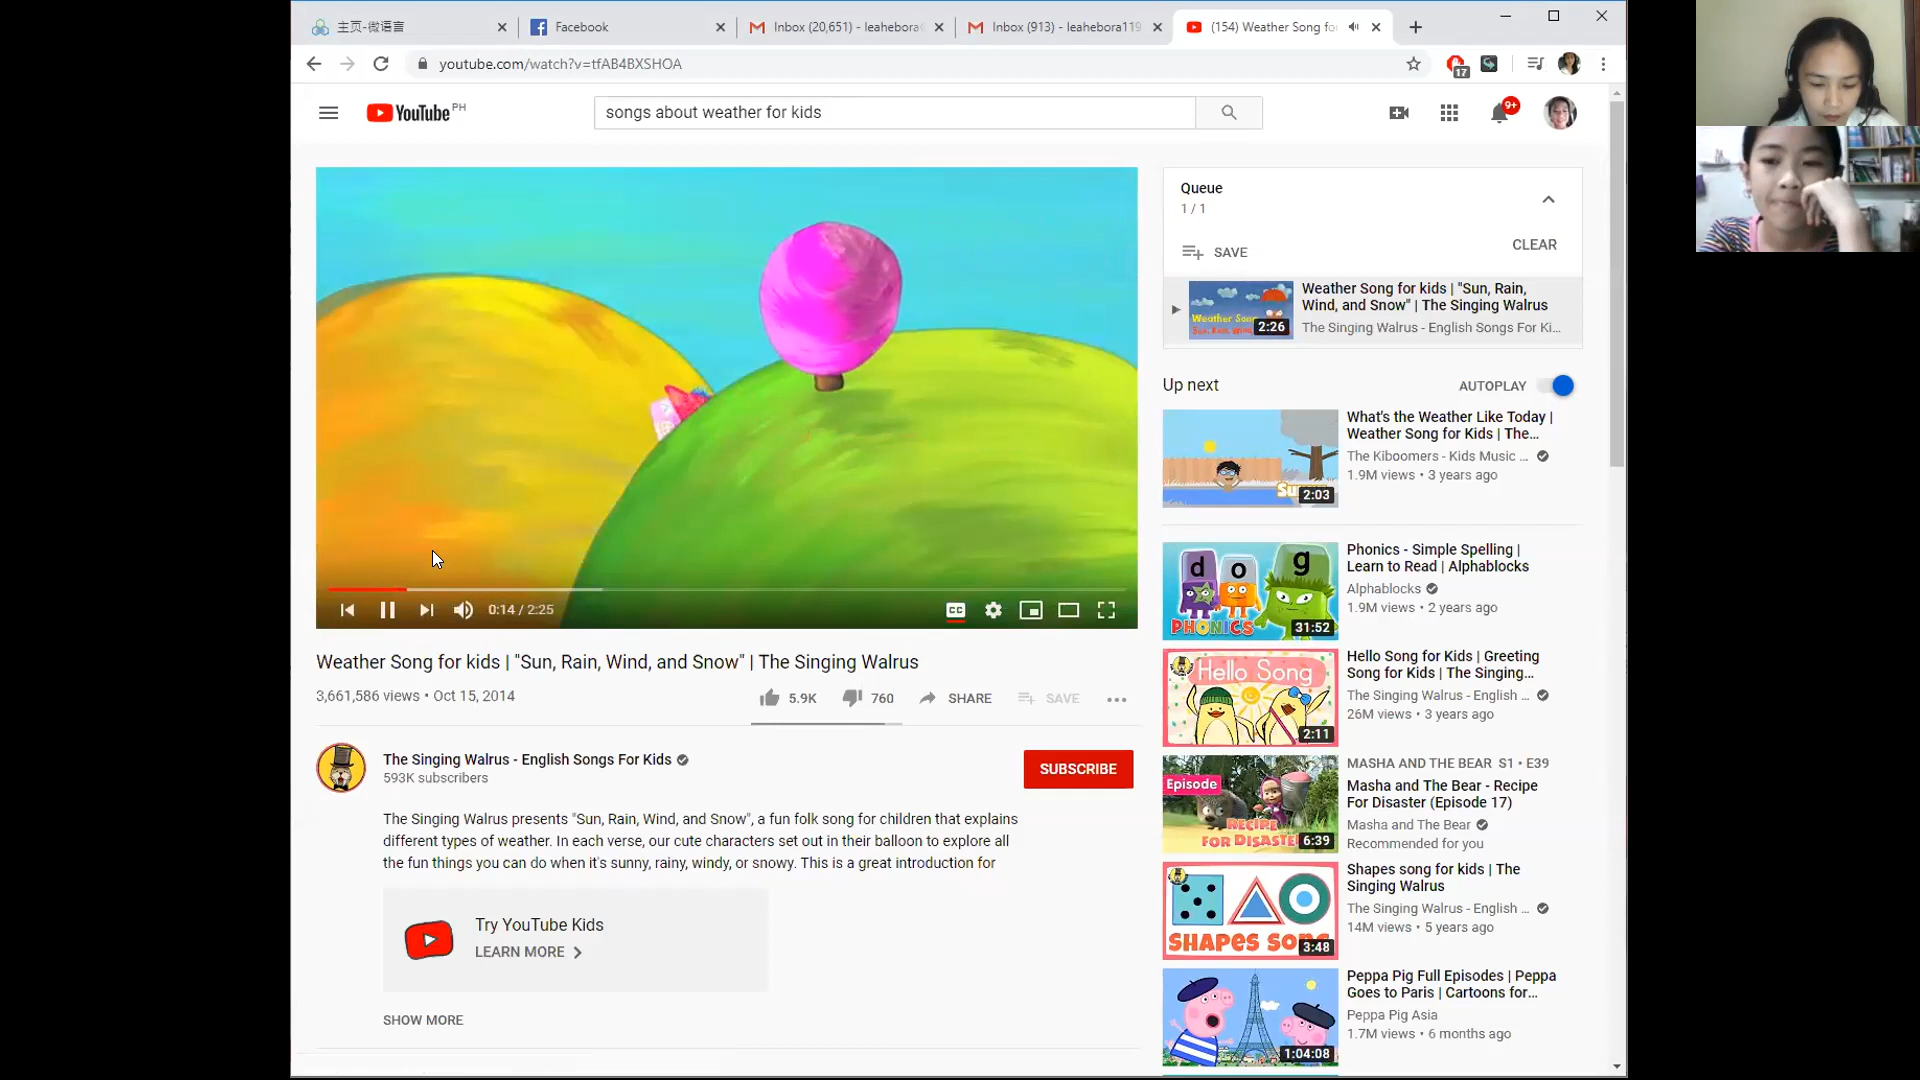 主页-微语言
Facebook
Inbox (20,651) - leahebora
Inbox (913) - leahebora119
(154) Weather Song fo
youtube.com/watch?v=tfAB4BXSHOA
17
YouTube PH
songs about weather for kids
9+
0:14 / 2:25
CC
Weather Song for kids | "Sun, Rain, Wind, and Snow" | The Singing Walrus
3,661,586 views • Oct 15, 2014
5.9K
760
SHARE
SAVE
The Singing Walrus - English Songs For Kids
593K subscribers
SUBSCRIBE
The Singing Walrus presents "Sun, Rain, Wind, and Snow", a fun folk song for children that explains
different types of weather. In each verse, our cute characters set out in their balloon to explore all
the fun things you can do when it's sunny, rainy, windy, or snowy. This is a great introduction for
Try YouTube Kids
LEARN MORE
SHOW MORE
Queue
1 / 1
SAVE
CLEAR
Weather Song
2:26
Weather Song for kids | "Sun, Rain,
Wind, and Snow" | The Singing Walrus
The Singing Walrus - English Songs For Ki...
Up next
AUTOPLAY
2:03
What's the Weather Like Today |
Weather Song for Kids | The...
The Kiboomers - Kids Music ...
1.9M views • 3 years ago
d o g
PHONICS
31:52
Phonics - Simple Spelling |
Learn to Read | Alphablocks
Alphablocks
1.9M views • 2 years ago
Hello Song
2:11
Hello Song for Kids | Greeting
Song for Kids | The Singing...
The Singing Walrus - English ...
26M views • 3 years ago
Episode
RECIPE
FOR DISASTE
6:39
MASHA AND THE BEAR S1 • E39
Masha and The Bear - Recipe
For Disaster (Episode 17)
Masha and The Bear
Recommended for you
SHAPES SONG
3:48
Shapes song for kids | The
Singing Walrus
The Singing Walrus - English ...
14M views • 5 years ago
1:04:08
Peppa Pig Full Episodes | Peppa
Goes to Paris | Cartoons for...
Peppa Pig Asia
1.7M views • 6 months ago